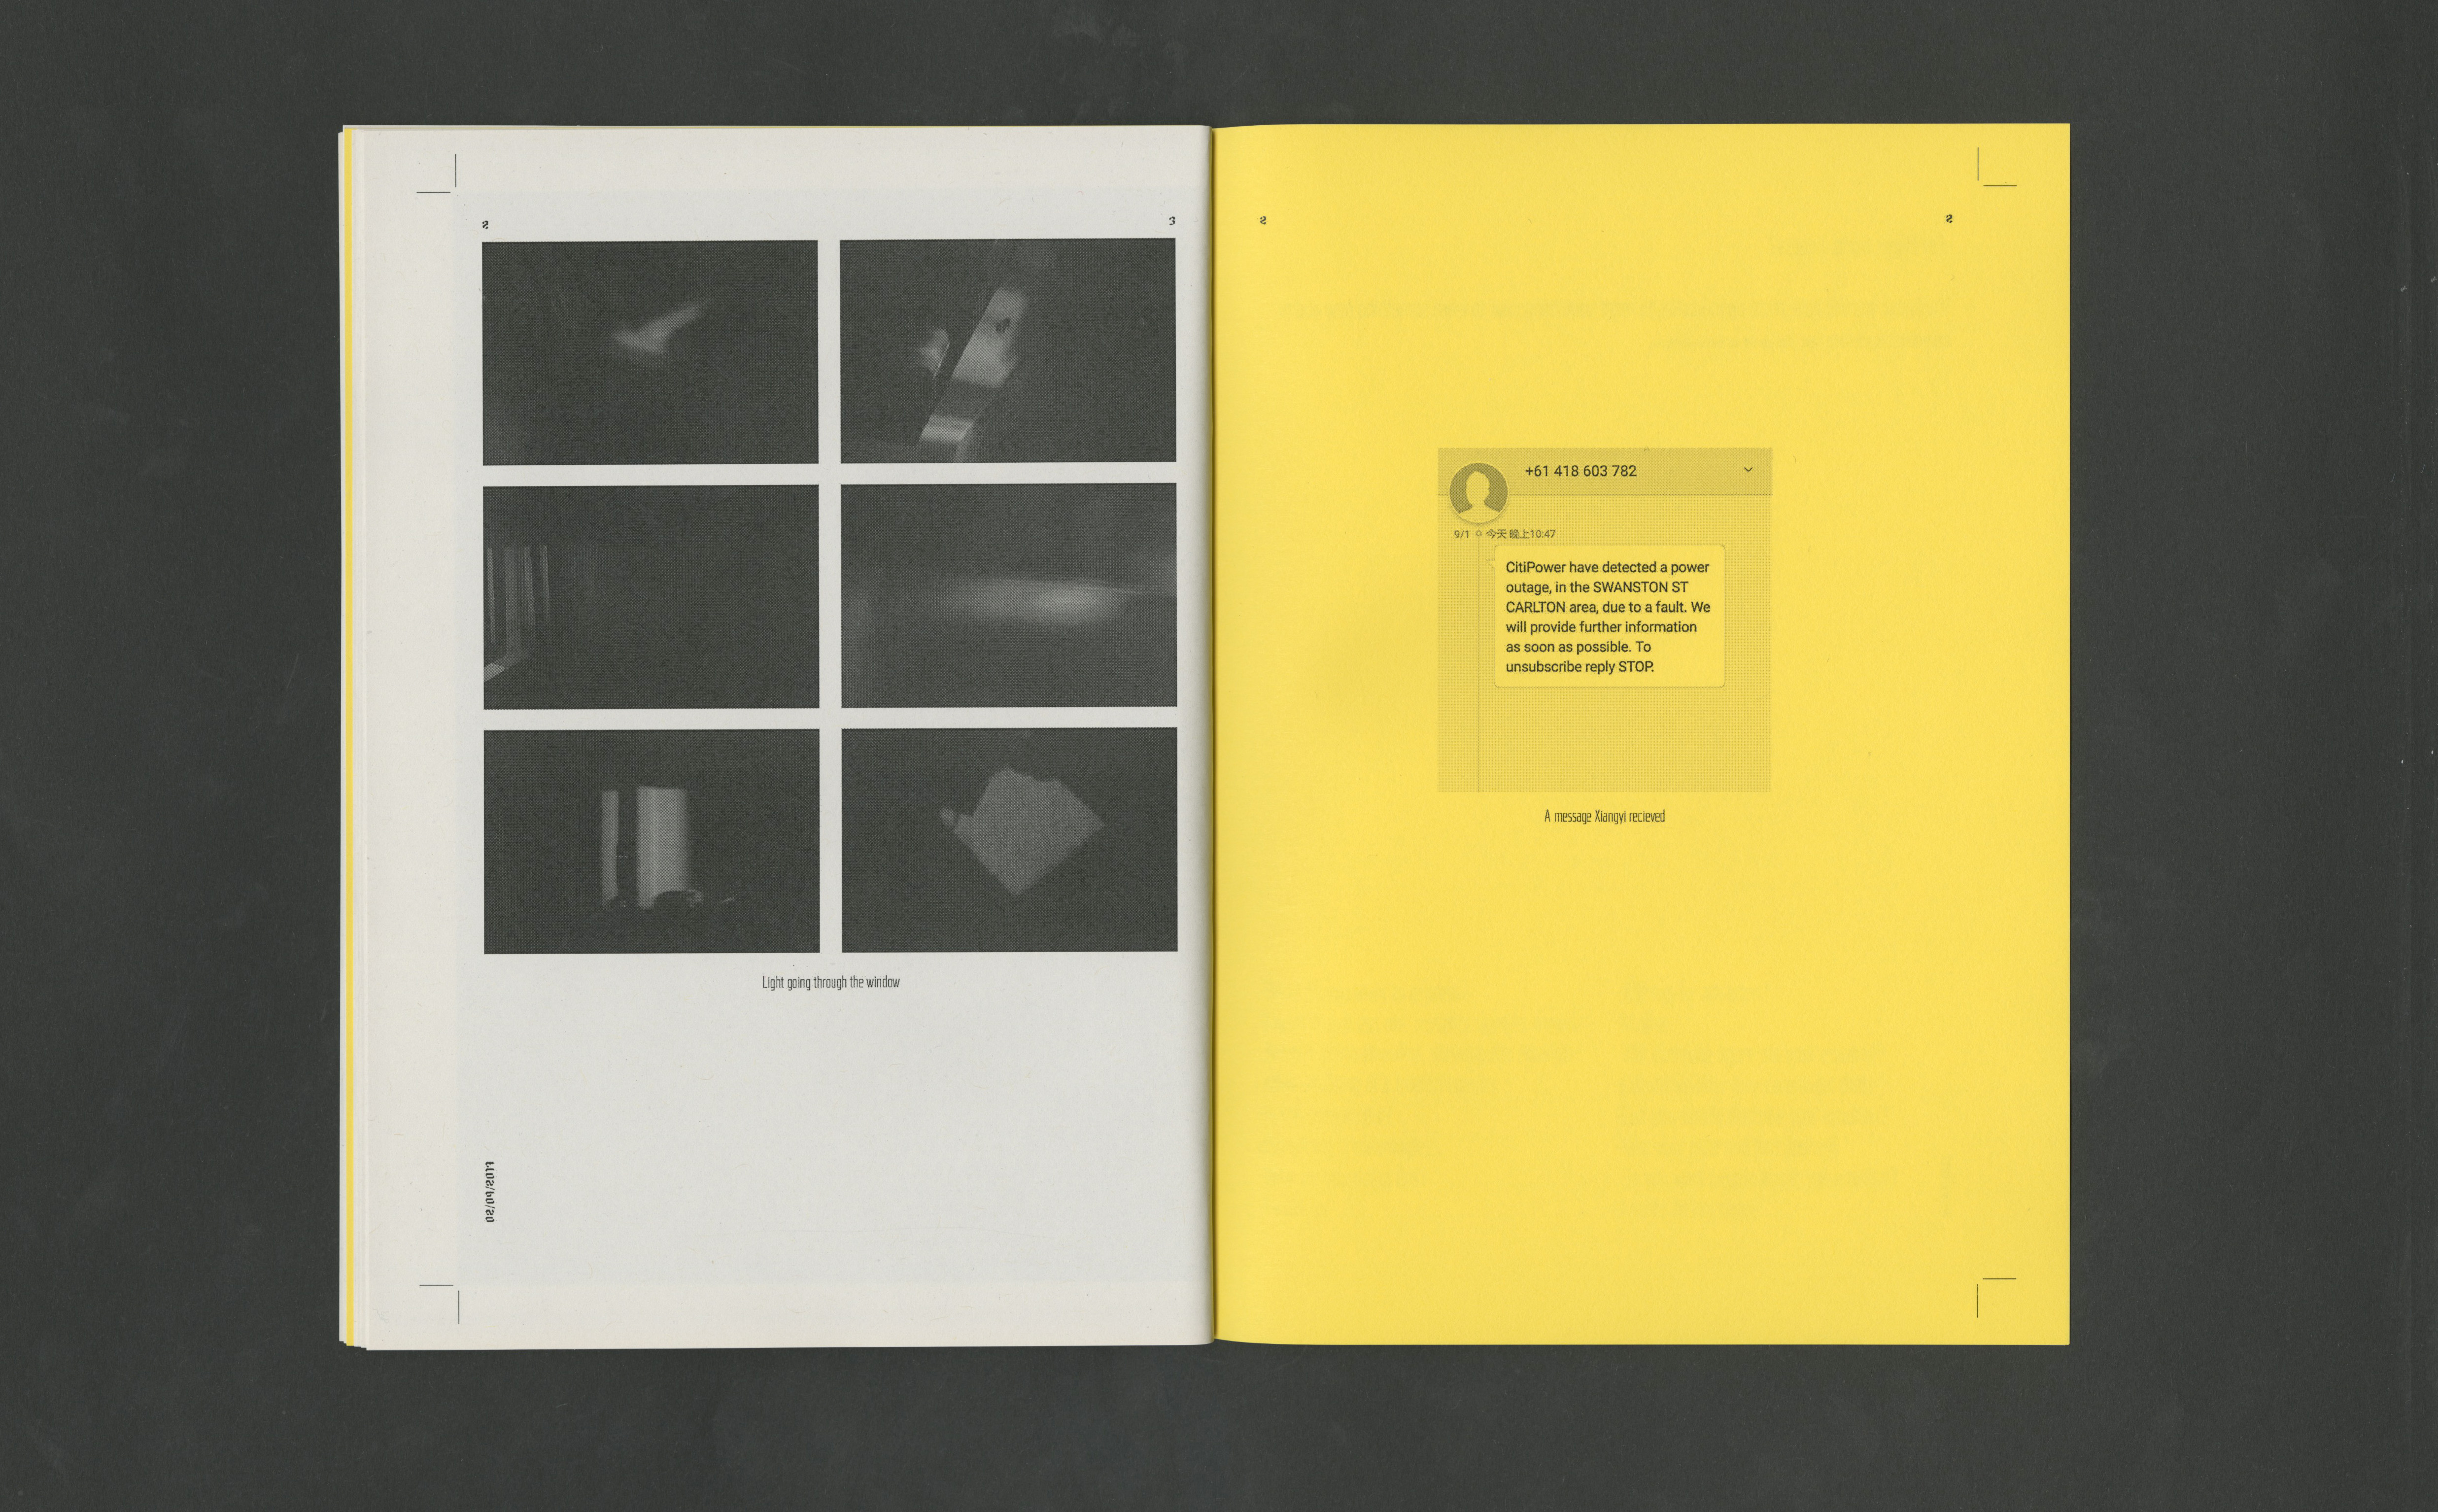 2
3
Light going through the window
05/09/2017
2
2
+61 418 603 782
9/1 今天 晚上10:47
CitiPower have detected a power
outage, in the SWANSTON ST
CARLTON area, due to a fault. We
will provide further information
as soon as possible. To
unsubscribe reply STOP.
A message Xiangyi recieved